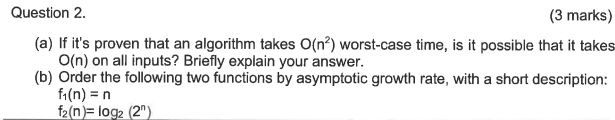 Question 2. (3 marks)
(a) If it's proven that an algorithm takes O(n²) worst-case time, is it possible that it takes
O(n) on all inputs? Briefly explain your answer.
(b) Order the following two functions by asymptotic growth rate, with a short description:
f₁(n) = n
f₂(n)= log₂ (2ⁿ)